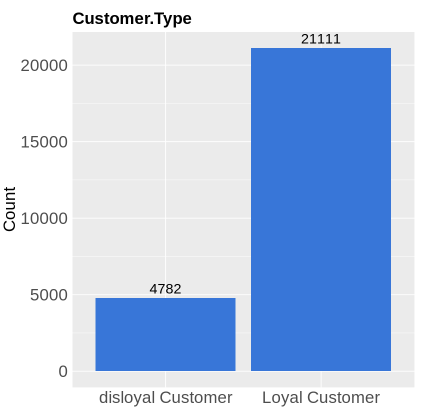 Customer.Type
21111
20000
15000
10000
5000
4782
0
Count
disloyal Customer
Loyal Customer